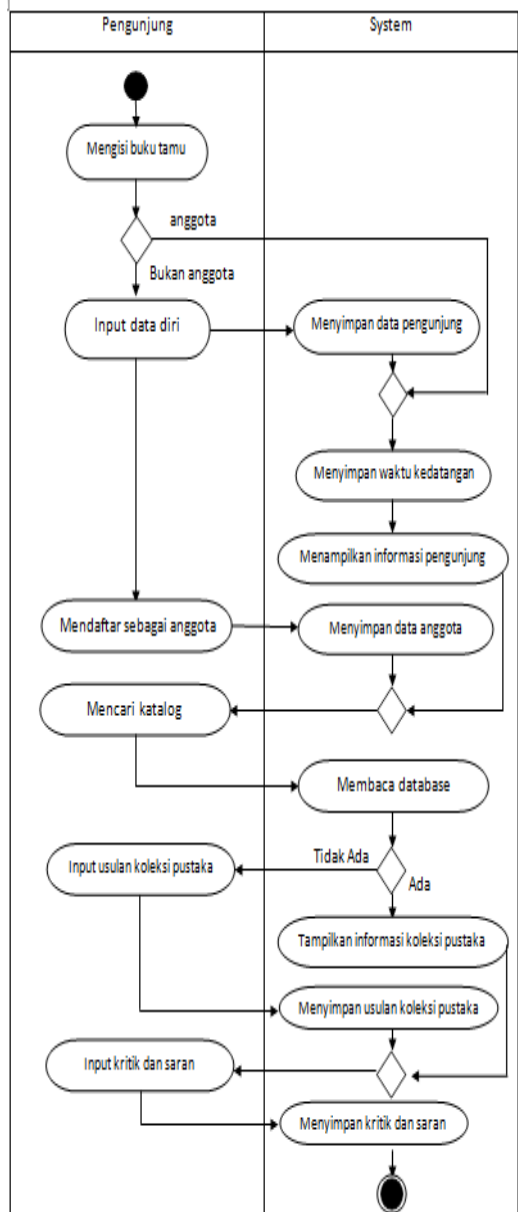 Pengunjung
System
Mengisi buku tamu
anggota
Bukan anggota
Input data diri
Menyimpan data pengunjung
Menyimpan waktu kedatangan
Menampilkan informasi pengunjung
Mendaftar sebagai anggota
Menyimpan data anggota
Mencari katalog
Membaca database
Tidak Ada
Input usulan koleksi pustaka
Ada
Tampilkan informasi koleksi pustaka
Menyimpan usulan koleksi pustaka
Input kritik dan saran
Menyimpan kritik dan saran